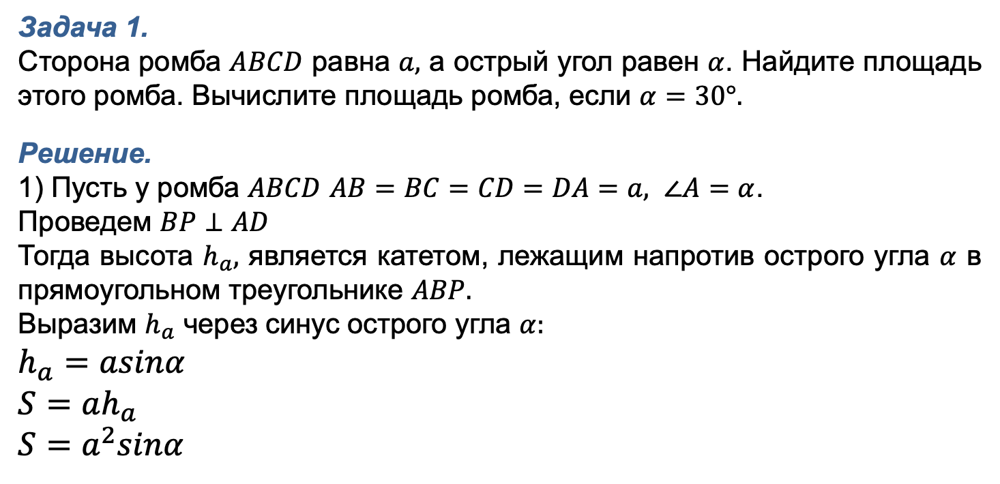 Задача 1.
Сторона ромба ABCD равна a, а острый угол равен α. Найдите площадь
этого ромба. Вычислите площадь ромба, если α = 30°.
Решение.
1) Пусть у ромба ABCD AB = BC = CD = DA = a, ∠A = α.
Проведем BP ⊥ AD
Тогда высота hₐ, является катетом, лежащим напротив острого угла α в
прямоугольном треугольнике ABP.
Выразим hₐ через синус острого угла α:
hₐ = asinα
S = ahₐ
S = a²sinα